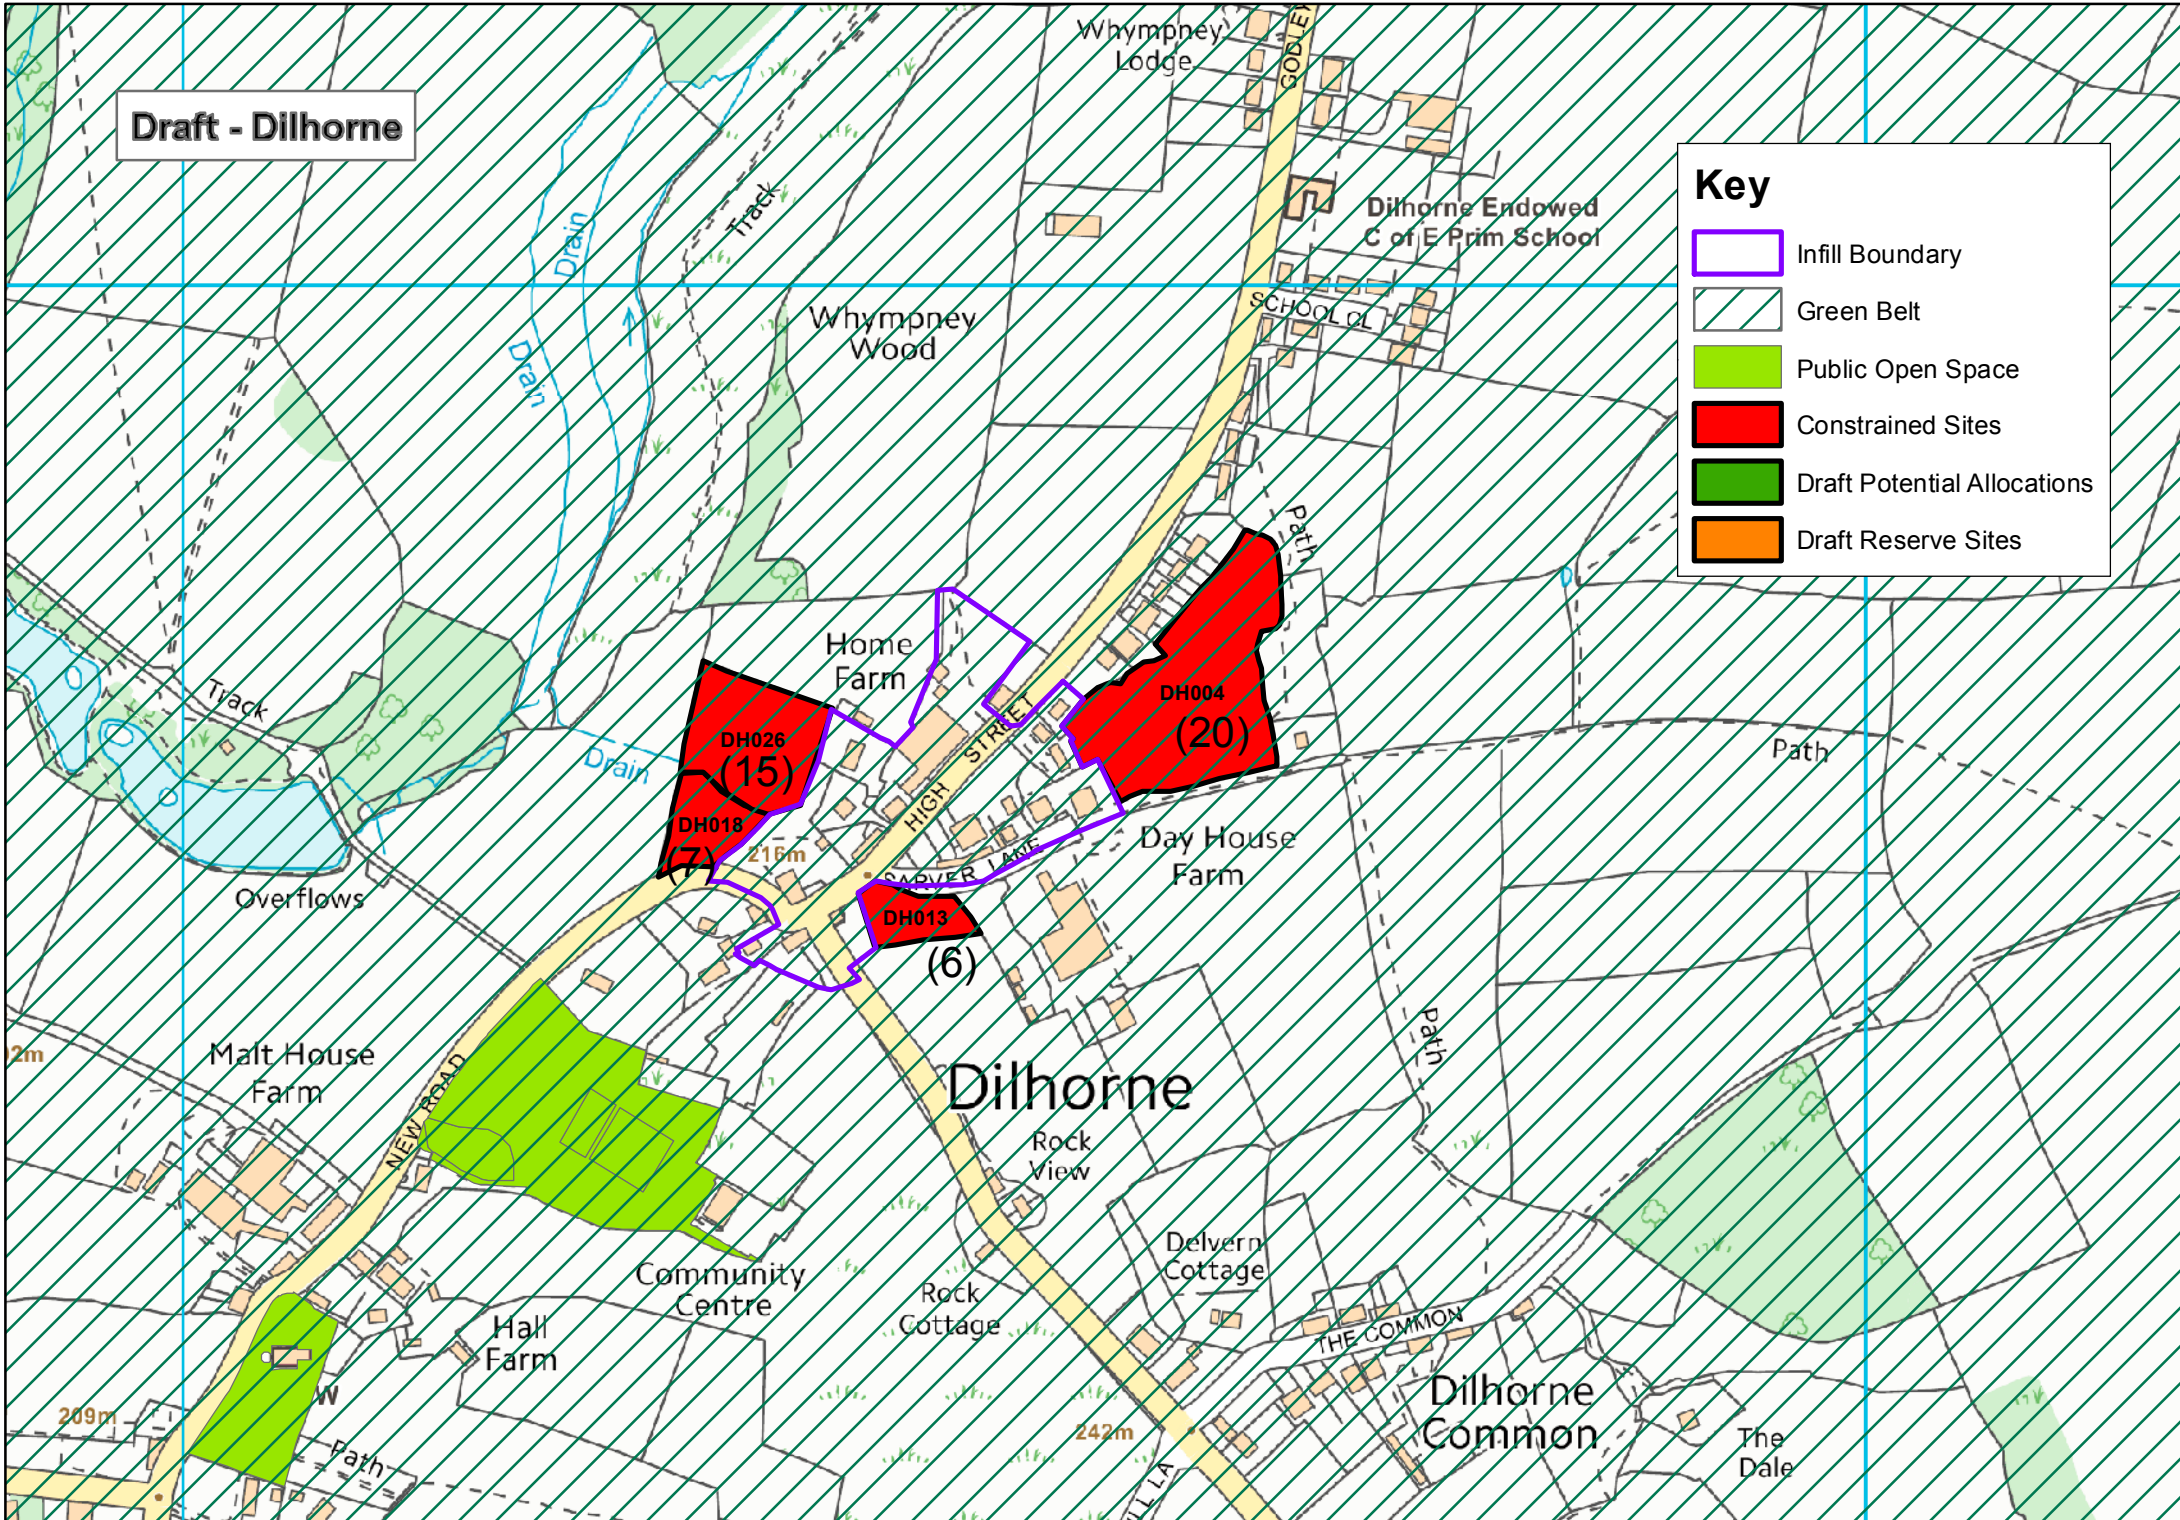 Draft - Dilhorne
Whympney
Lodge
GODLEY
Key
Infill Boundary
Green Belt
Public Open Space
Constrained Sites
Draft Potential Allocations
Draft Reserve Sites
Track
Drain
Dilhorne Endowed
C of E Prim School
SCHOOL CL
Whympney
Wood
Drain
Path
Home
Farm
Track
Drain
DH026
(15)
DH018
(7)
DH004
(20)
HIGH STREET
Path
216m
SARVER LANE
Day House
Farm
Overflows
DH013
(6)
2m
Malt House
Farm
NEW ROAD
Dilhorne
Path
Rock
View
Community
Centre
Rock
Cottage
Delvern
Cottage
Hall
Farm
THE COMMON
Dilhorne
Common
W
209m
Path
242m
The
Dale